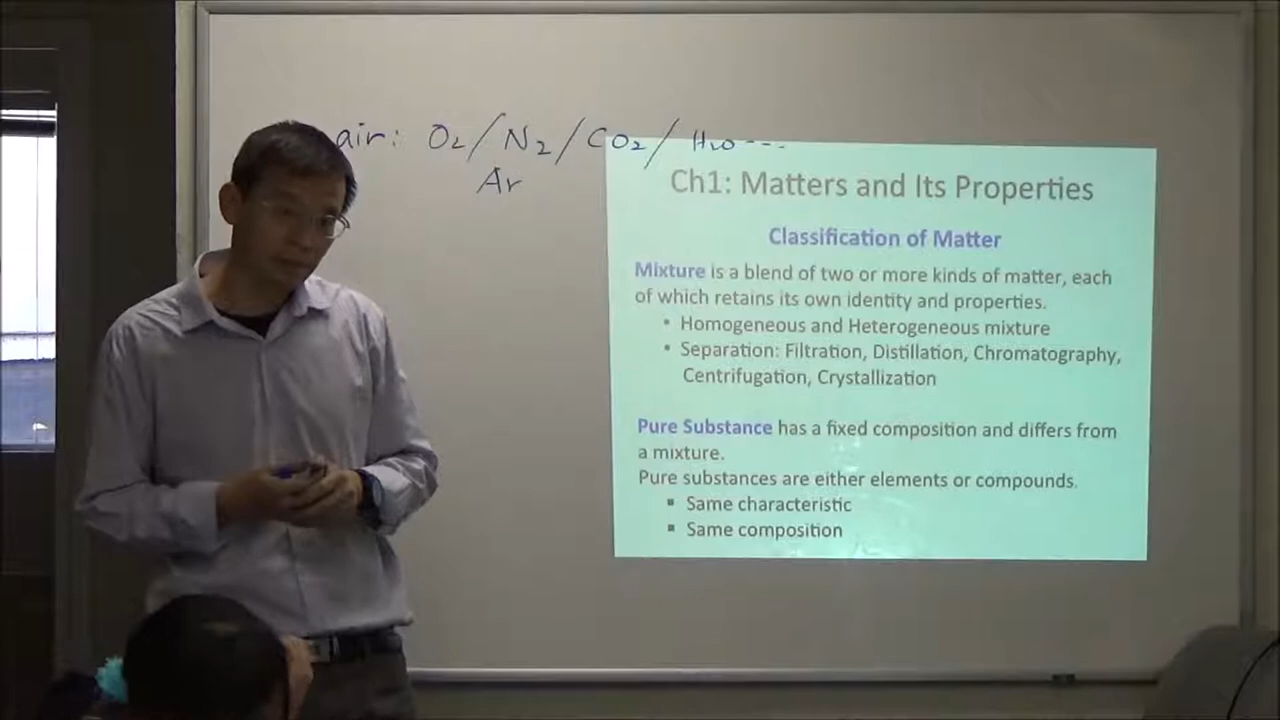 air: O₂ / N₂ / CO₂ / H₂O ---
Ar
Ch1: Matters and Its Properties
Classification of Matter
Mixture is a blend of two or more kinds of matter, each
of which retains its own identity and properties.
• Homogeneous and Heterogeneous mixture
• Separation: Filtration, Distillation, Chromatography,
Centrifugation, Crystallization
Pure Substance has a fixed composition and differs from
a mixture.
Pure substances are either elements or compounds.
▪ Same characteristic
▪ Same composition